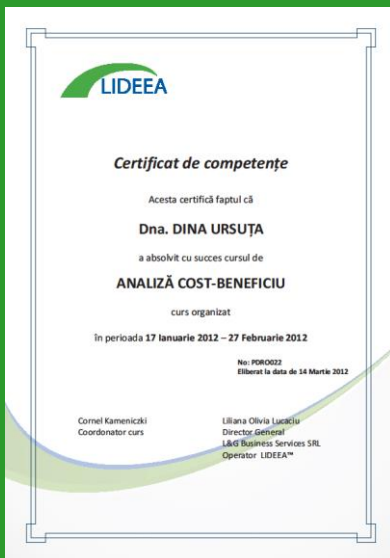 LIDEEA
Certificat de competențe
Acesta certifică faptul că
Dna. DINA URSUȚA
a absolvit cu succes cursul de
ANALIZĂ COST-BENEFICIU
curs organizat
în perioada 17 Ianuarie 2012 – 27 Februarie 2012
No: PDRO022
Eliberat la data de 14 Martie 2012
Cornel Kameniczki
Coordonator curs
Liliana Olivia Lucaciu
Director General
L&G Business Services SRL
Operator LIDEEA™